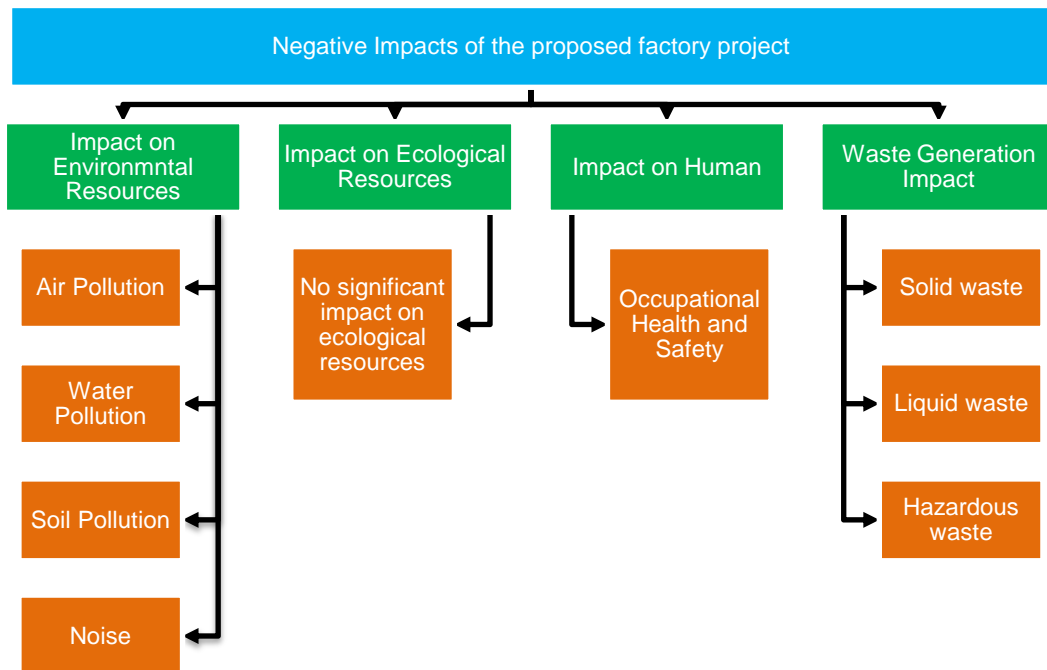 Negative Impacts of the proposed factory project
Impact on
Environmntal
Resources
Impact on Ecological
Resources
Impact on Human
Waste Generation
Impact
Air Pollution
Water
Pollution
Soil Pollution
Noise
No significant
impact on
ecological
resources
Occupational
Health and
Safety
Solid waste
Liquid waste
Hazardous
waste